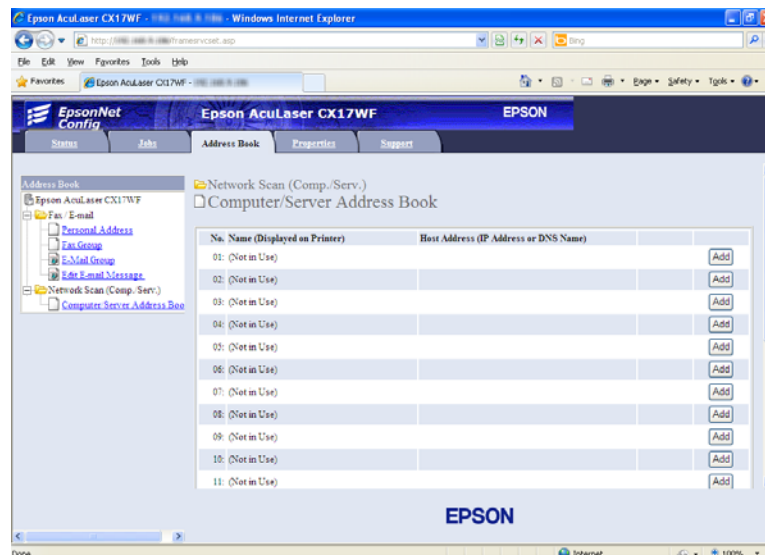 Epson AcuLaser CX17WF - - Windows Internet Explorer
http:// framesrvcset.asp
Bing
File Edit View Favorites Tools Help
Favorites Epson AcuLaser CX17WF -
Page Safety Tools
EpsonNet Config
Epson AcuLaser CX17WF
EPSON
Status Jobs Address Book Properties Support
Address Book
Epson AcuLaser CX17WF
Fax / E-mail
Personal Address
Fax Group
E-Mail Group
Edit E-mail Message
Network Scan (Comp./Serv.)
Computer/Server Address Boo
Network Scan (Comp./Serv.)
Computer/Server Address Book
No. Name (Displayed on Printer) Host Address (IP Address or DNS Name)
01: (Not in Use) Add
02: (Not in Use) Add
03: (Not in Use) Add
04: (Not in Use) Add
05: (Not in Use) Add
06: (Not in Use) Add
07: (Not in Use) Add
08: (Not in Use) Add
09: (Not in Use) Add
10: (Not in Use) Add
11: (Not in Use) Add
EPSON
Done Internet 100%